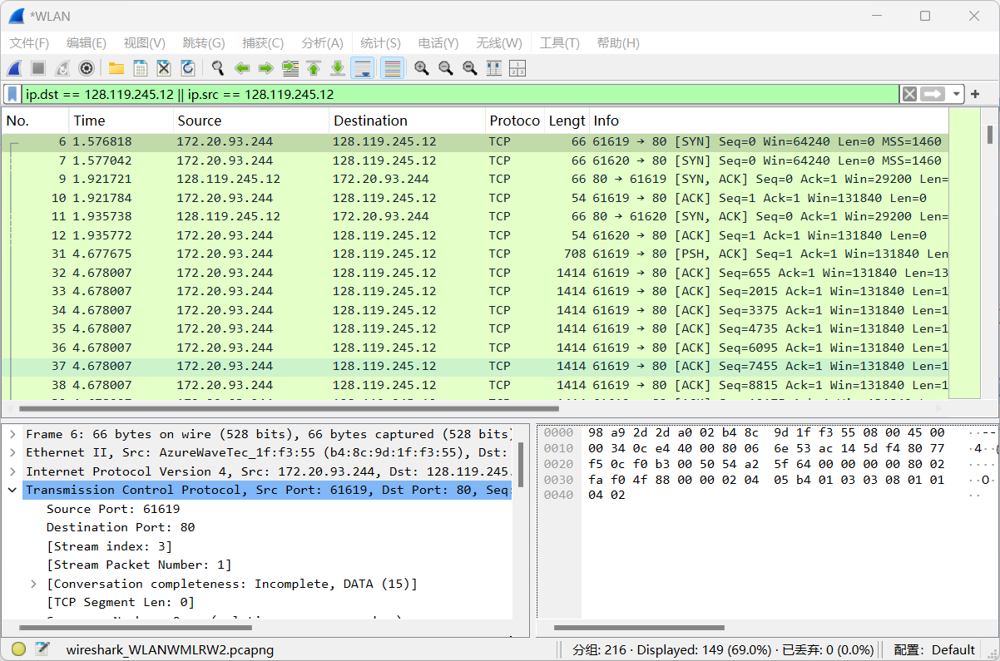 *WLAN
文件(F) 编辑(E) 视图(V) 跳转(G) 捕获(C) 分析(A) 统计(S) 电话(Y) 无线(W) 工具(T) 帮助(H)
ip.dst == 128.119.245.12 || ip.src == 128.119.245.12
No. Time Source Destination Protoco Lengt Info
6 1.576818 172.20.93.244 128.119.245.12 TCP 66 61619 → 80 [SYN] Seq=0 Win=64240 Len=0 MSS=1460
7 1.577042 172.20.93.244 128.119.245.12 TCP 66 61620 → 80 [SYN] Seq=0 Win=64240 Len=0 MSS=1460
9 1.921721 128.119.245.12 172.20.93.244 TCP 66 80 → 61619 [SYN, ACK] Seq=0 Ack=1 Win=29200 Len=
10 1.921784 172.20.93.244 128.119.245.12 TCP 54 61619 → 80 [ACK] Seq=1 Ack=1 Win=131840 Len=0
11 1.935738 128.119.245.12 172.20.93.244 TCP 66 80 → 61620 [SYN, ACK] Seq=0 Ack=1 Win=29200 Len=
12 1.935772 172.20.93.244 128.119.245.12 TCP 54 61620 → 80 [ACK] Seq=1 Ack=1 Win=131840 Len=0
31 4.677675 172.20.93.244 128.119.245.12 TCP 708 61619 → 80 [PSH, ACK] Seq=1 Ack=1 Win=131840 Len
32 4.678007 172.20.93.244 128.119.245.12 TCP 1414 61619 → 80 [ACK] Seq=655 Ack=1 Win=131840 Len=13
33 4.678007 172.20.93.244 128.119.245.12 TCP 1414 61619 → 80 [ACK] Seq=2015 Ack=1 Win=131840 Len=1
34 4.678007 172.20.93.244 128.119.245.12 TCP 1414 61619 → 80 [ACK] Seq=3375 Ack=1 Win=131840 Len=1
35 4.678007 172.20.93.244 128.119.245.12 TCP 1414 61619 → 80 [ACK] Seq=4735 Ack=1 Win=131840 Len=1
36 4.678007 172.20.93.244 128.119.245.12 TCP 1414 61619 → 80 [ACK] Seq=6095 Ack=1 Win=131840 Len=1
37 4.678007 172.20.93.244 128.119.245.12 TCP 1414 61619 → 80 [ACK] Seq=7455 Ack=1 Win=131840 Len=1
38 4.678007 172.20.93.244 128.119.245.12 TCP 1414 61619 → 80 [ACK] Seq=8815 Ack=1 Win=131840 Len=1
Frame 6: 66 bytes on wire (528 bits), 66 bytes captured (528 bits)
Ethernet II, Src: AzureWaveTec_1f:f3:55 (b4:8c:9d:1f:f3:55), Dst:
Internet Protocol Version 4, Src: 172.20.93.244, Dst: 128.119.245.
Transmission Control Protocol, Src Port: 61619, Dst Port: 80, Seq:
Source Port: 61619
Destination Port: 80
[Stream index: 3]
[Stream Packet Number: 1]
[Conversation completeness: Incomplete, DATA (15)]
[TCP Segment Len: 0]
0000 98 a9 2d 2d a0 02 b4 8c 9d 1f f3 55 08 00 45 00 ··--
0010 00 34 0c e4 40 00 80 06 6e 53 ac 14 5d f4 80 77 ·4··
0020 f5 0c f0 b3 00 50 54 a2 5f 64 00 00 00 00 80 02
0030 fa f0 4f 88 00 00 02 04 05 b4 01 03 03 08 01 01 ··O·
0040 04 02 ··
wireshark_WLANWMLRW2.pcapng 分组: 216 · Displayed: 149 (69.0%) · 已丢弃: 0 (0.0%) 配置: Default